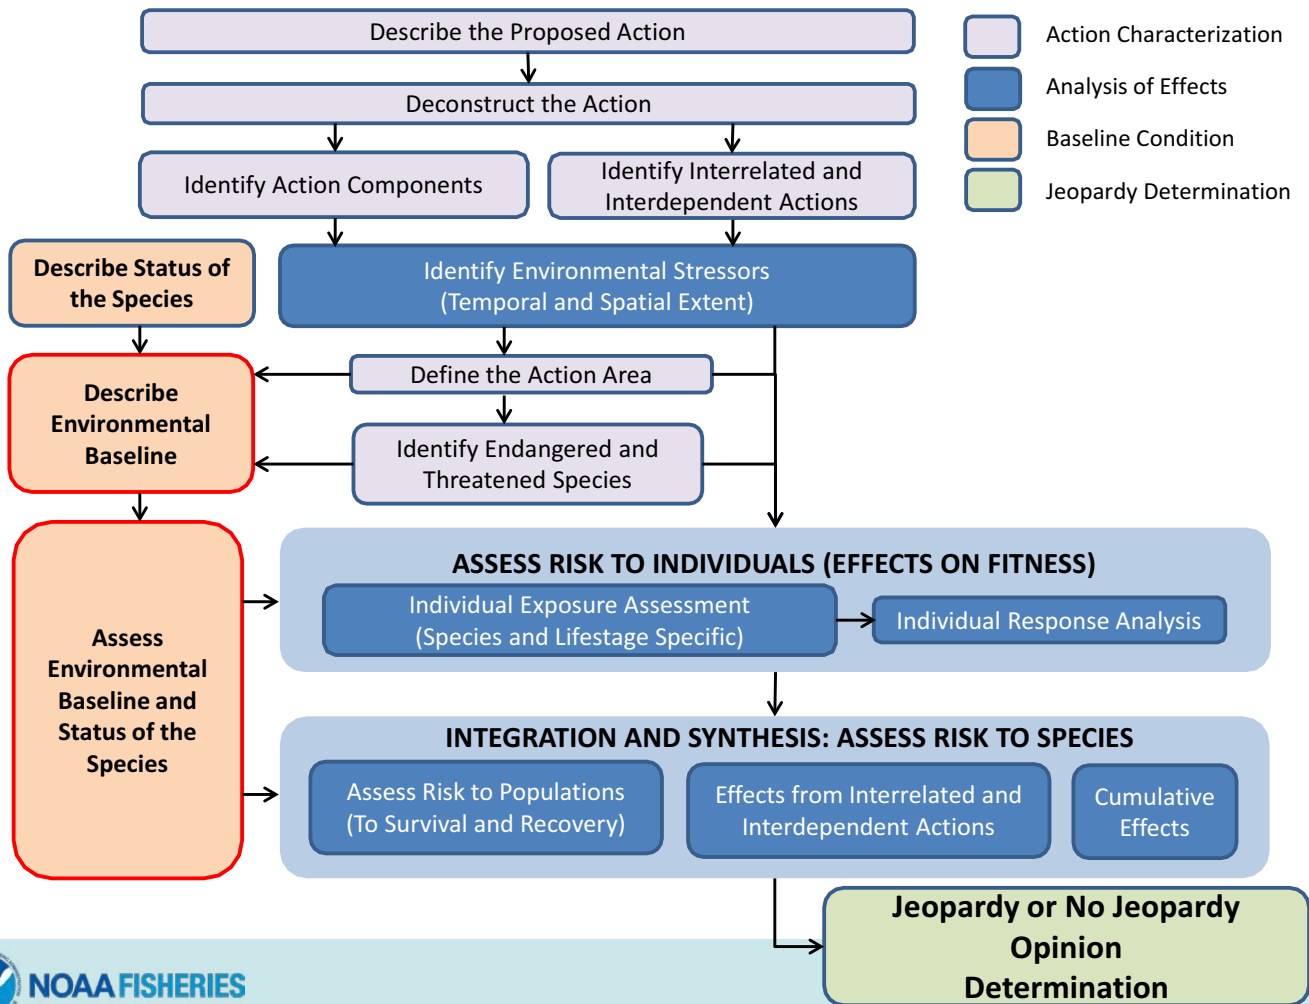 Describe the Proposed Action
Deconstruct the Action
Identify Action Components
Identify Interrelated and
Interdependent Actions
Action Characterization
Analysis of Effects
Baseline Condition
Jeopardy Determination
Describe Status of
the Species
Identify Environmental Stressors
(Temporal and Spatial Extent)
Define the Action Area
Describe
Environmental
Baseline
Identify Endangered and
Threatened Species
Assess
Environmental
Baseline and
Status of the
Species
ASSESS RISK TO INDIVIDUALS (EFFECTS ON FITNESS)
Individual Exposure Assessment
(Species and Lifestage Specific)
Individual Response Analysis
INTEGRATION AND SYNTHESIS: ASSESS RISK TO SPECIES
Assess Risk to Populations
(To Survival and Recovery)
Effects from Interrelated and
Interdependent Actions
Cumulative
Effects
Jeopardy or No Jeopardy
Opinion
Determination
NOAA FISHERIES